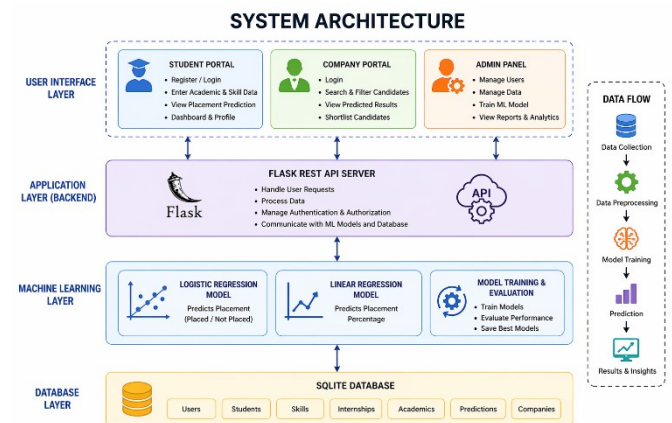 SYSTEM ARCHITECTURE
USER INTERFACE
LAYER
STUDENT PORTAL
• Register / Login
• Enter Academic & Skill Data
• View Placement Prediction
• Dashboard & Profile
COMPANY PORTAL
• Login
• Search & Filter Candidates
• View Predicted Results
• Shortlist Candidates
ADMIN PANEL
• Manage Users
• Manage Data
• Train ML Model
• View Reports & Analytics
APPLICATION
LAYER (BACKEND)
Flask
FLASK REST API SERVER
• Handle User Requests
• Process Data
• Manage Authentication & Authorization
• Communicate with ML Models and Database
API
MACHINE LEARNING
LAYER
LOGISTIC REGRESSION
MODEL
Predicts Placement
(Placed / Not Placed)
LINEAR REGRESSION
MODEL
Predicts Placement
Percentage
MODEL TRAINING &
EVALUATION
• Train Models
• Evaluate Performance
• Save Best Models
DATABASE
LAYER
SQLITE DATABASE
Users
Students
Skills
Internships
Academics
Predictions
Companies
DATA FLOW
Data Collection
Data Preprocessing
Model Training
Prediction
Results & Insights